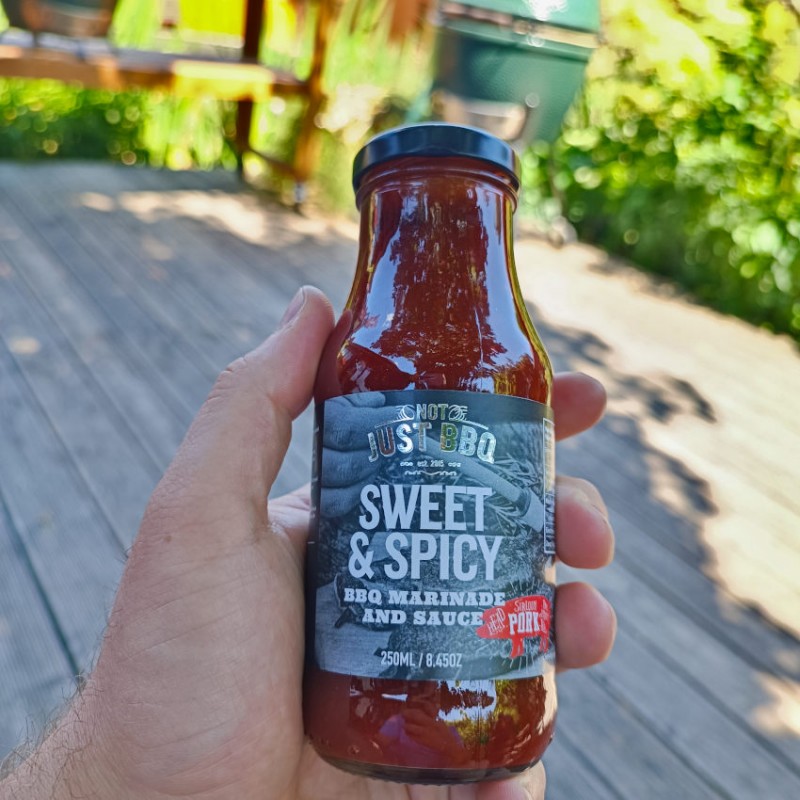 NOT
JUST BBQ
est. 2015
SWEET
& SPICY
BBQ MARINADE
AND SAUCE
PORK
250ML / 8,45OZ